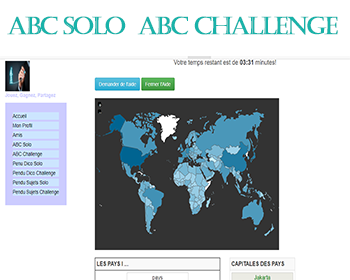 ABC SOLO ABC CHALLENGE
Votre temps restant est de 03:31 minutes!
Jouez, Gagnez, Partagez
Demander de l'aide Fermer l'Aide
Accueil
Mon Profil
Amis
ABC Solo
ABC Challenge
Pendu Dico Solo
Pendu Dico Challenge
Pendu Sujets Solo
Pendu Sujets Challenge
LES PAYS I ... CAPITALES DES PAYS
pays Jakarta